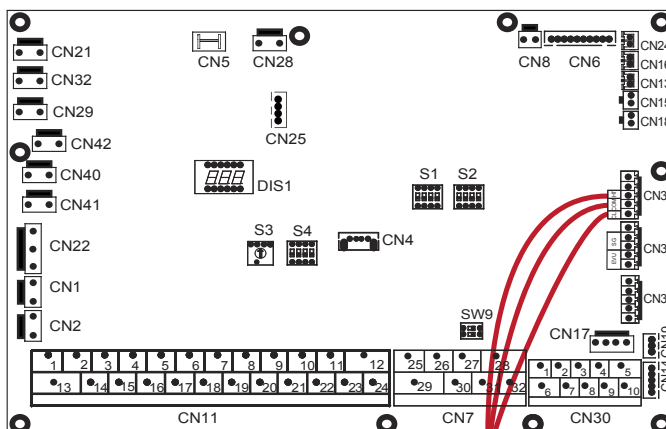 CN21
CN5
CN28
CN8
CN6
CN24
CN32
CN16
CN13
CN29
CN15
CN25
CN18
CN42
CN40
DIS1
S1
S2
CN41
CN3
CN22
S3
S4
CN4
SG
EVU
CN3
CN1
CN3
CN2
SW9
CN17
1 2 3 4 5 6 7 8 9 10 11 12
25 26 27 28
13 14 15 16 17 18 19 20 21 22 23 24
29 30 31 32
1 2 3 4 5
6 7 8 9 10
CN11
CN7
CN30